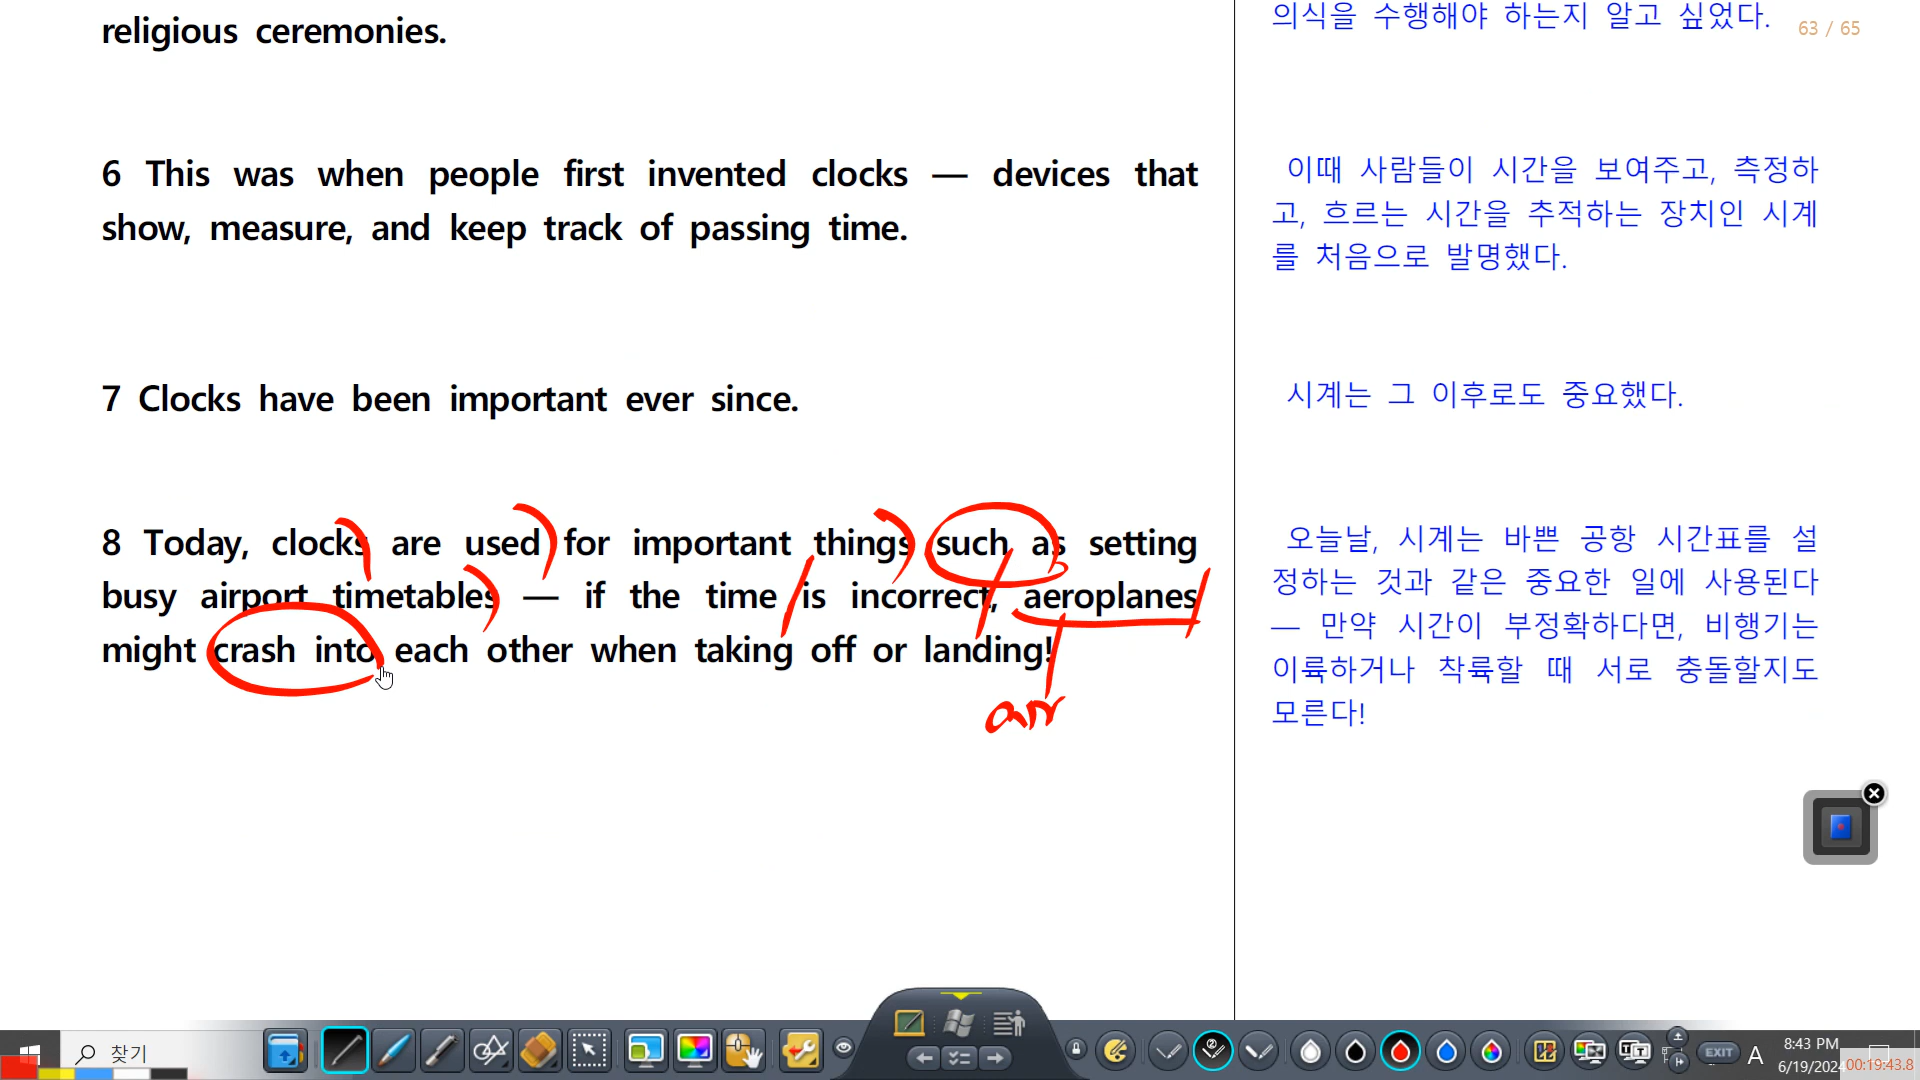 religious ceremonies.
의식을 수행해야 하는지 알고 싶었다.
63 / 65
6 This was when people first invented clocks — devices that
show, measure, and keep track of passing time.
이때 사람들이 시간을 보여주고, 측정하
고, 흐르는 시간을 추적하는 장치인 시계
를 처음으로 발명했다.
7 Clocks have been important ever since.
시계는 그 이후로도 중요했다.
8 Today, clocks are used for important things such as setting
busy airport timetables — if the time is incorrect, aeroplanes
might crash into each other when taking off or landing!
air
오늘날, 시계는 바쁜 공항 시간표를 설
정하는 것과 같은 중요한 일에 사용된다
— 만약 시간이 부정확하다면, 비행기는
이륙하거나 착륙할 때 서로 충돌할지도
모른다!
찾기
EXIT
A
8:43 PM
6/19/2024
00:19:43.8